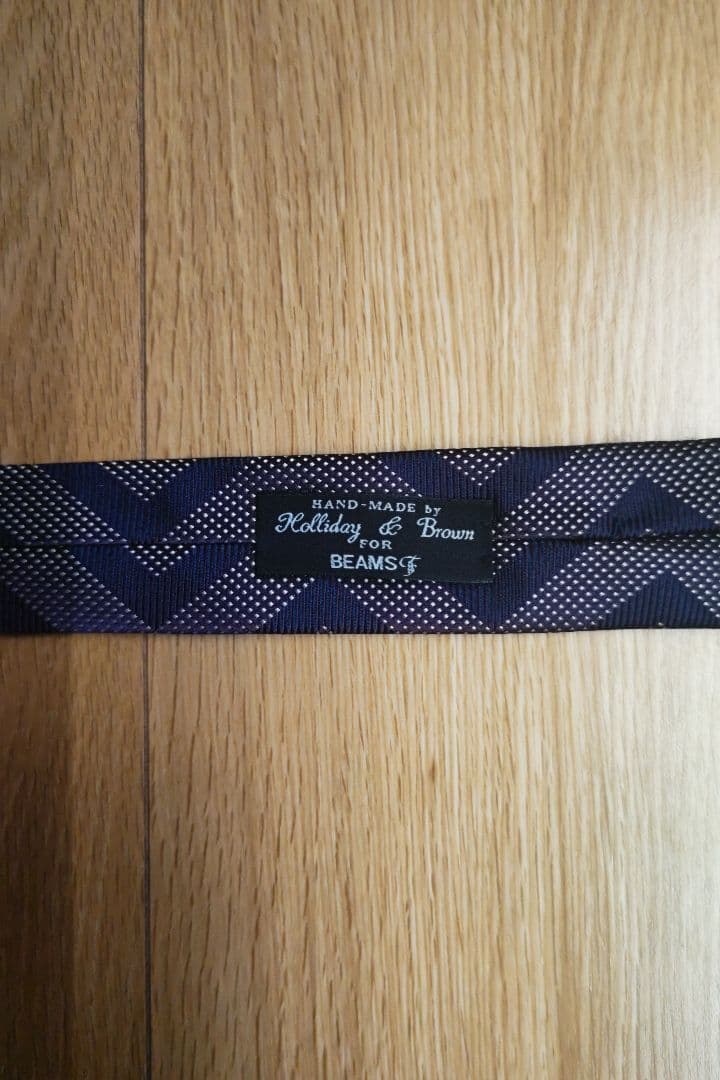 HAND-MADE by
Holliday & Brown
FOR
BEAMS F